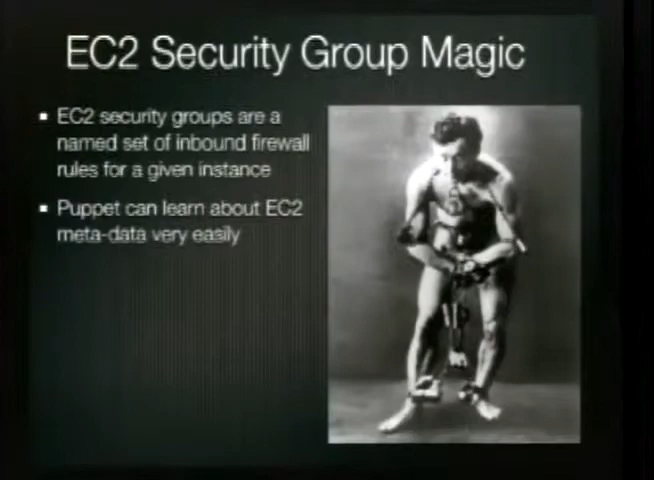 EC2 Security Group Magic
EC2 security groups are a
named set of inbound firewall
rules for a given instance
Puppet can learn about EC2
meta-data very easily